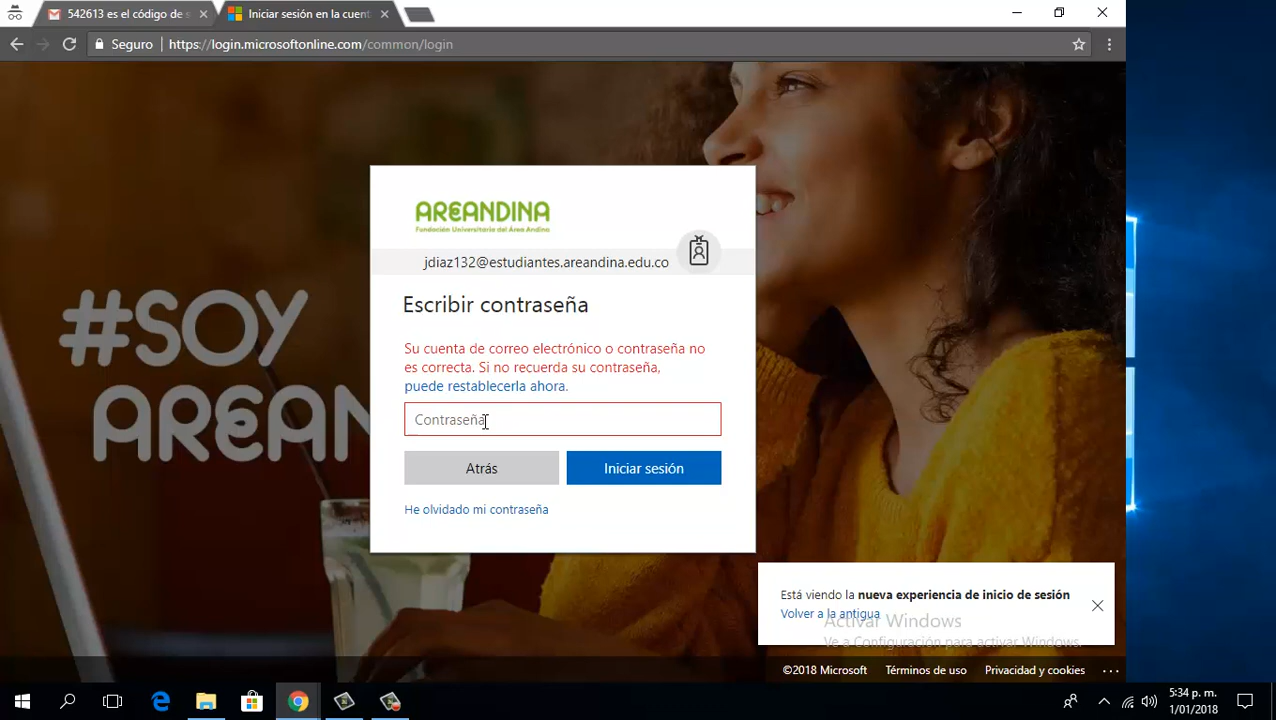 542613 es el código de s
Iniciar sesión en la cuent
Seguro
https://login.microsoftonline.com/common/login
#SOY
AREAN
AREANDINA
Fundación Universitaria del Área Andina
jdiaz132@estudiantes.areandina.edu.co
Escribir contraseña
Su cuenta de correo electrónico o contraseña no
es correcta. Si no recuerda su contraseña,
puede restablecerla ahora.
Contraseña
Atrás
Iniciar sesión
He olvidado mi contraseña
Está viendo la nueva experiencia de inicio de sesión
Volver a la antigua
Activar Windows
Ve a Configuración para activar Windows.
©2018 Microsoft
Términos de uso
Privacidad y cookies
...
5:34 p. m.
1/01/2018